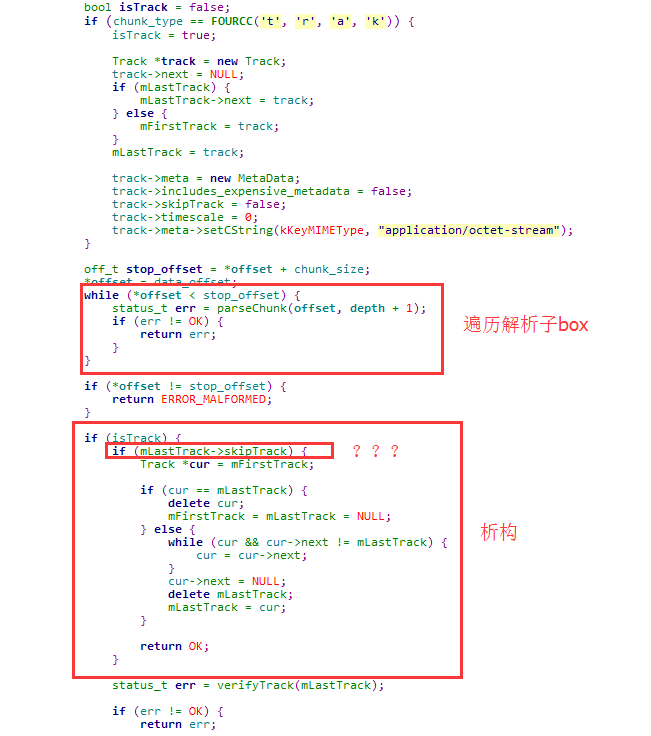 bool isTrack = false;
if (chunk_type == FOURCC('t', 'r', 'a', 'k')) {
isTrack = true;
Track *track = new Track;
track->next = NULL;
if (mLastTrack) {
mLastTrack->next = track;
} else {
mFirstTrack = track;
}
mLastTrack = track;
track->meta = new MetaData;
track->includes_expensive_metadata = false;
track->skipTrack = false;
track->timescale = 0;
track->meta->setCString(kKeyMIMEType, "application/octet-stream");
}
off_t stop_offset = *offset + chunk_size;
*offset = data_offset;
while (*offset < stop_offset) {
status_t err = parseChunk(offset, depth + 1);
if (err != OK) {
return err;
}
}
遍历解析子box
if (*offset != stop_offset) {
return ERROR_MALFORMED;
}
if (isTrack) {
if (mLastTrack->skipTrack) {
？？？
Track *cur = mFirstTrack;
if (cur == mLastTrack) {
delete cur;
mFirstTrack = mLastTrack = NULL;
} else {
while (cur && cur->next != mLastTrack) {
cur = cur->next;
}
cur->next = NULL;
delete mLastTrack;
mLastTrack = cur;
}
return OK;
}
析构
status_t err = verifyTrack(mLastTrack);
if (err != OK) {
return err;